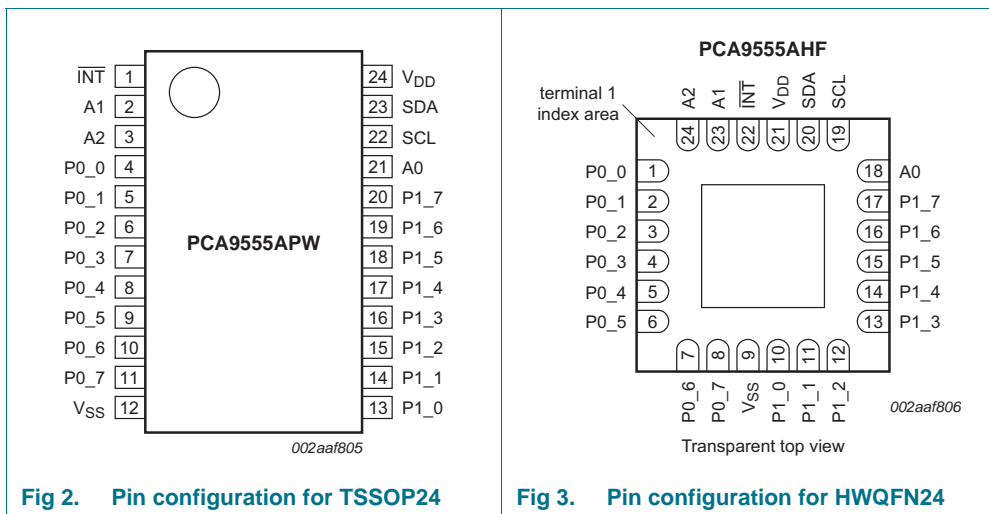 INT 1
A1 2
A2 3
P0_0 4
P0_1 5
P0_2 6
P0_3 7
P0_4 8
P0_5 9
P0_6 10
P0_7 11
VSS 12
PCA9555APW
24 VDD
23 SDA
22 SCL
21 A0
20 P1_7
19 P1_6
18 P1_5
17 P1_4
16 P1_3
15 P1_2
14 P1_1
13 P1_0
002aaf805
Fig 2. Pin configuration for TSSOP24
PCA9555AHF
terminal 1
index area
A2 A1 INT VDD SDA SCL
24 23 22 21 20 19
P0_0 1
P0_1 2
P0_2 3
P0_3 4
P0_4 5
P0_5 6
18 A0
17 P1_7
16 P1_6
15 P1_5
14 P1_4
13 P1_3
7 8 9 10 11 12
P0_6 P0_7 VSS P1_0 P1_1 P1_2
002aaf806
Transparent top view
Fig 3. Pin configuration for HWQFN24